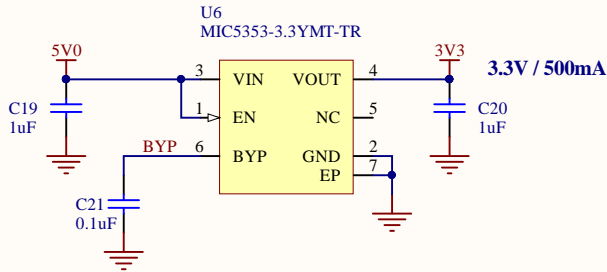 U6
MIC5353-3.3YMT-TR
5V0
3V3
3.3V / 500mA
3 VIN VOUT 4
C19
1uF
1 EN NC 5
C20
1uF
BYP 6 BYP GND 2
EP 7
C21
0.1uF